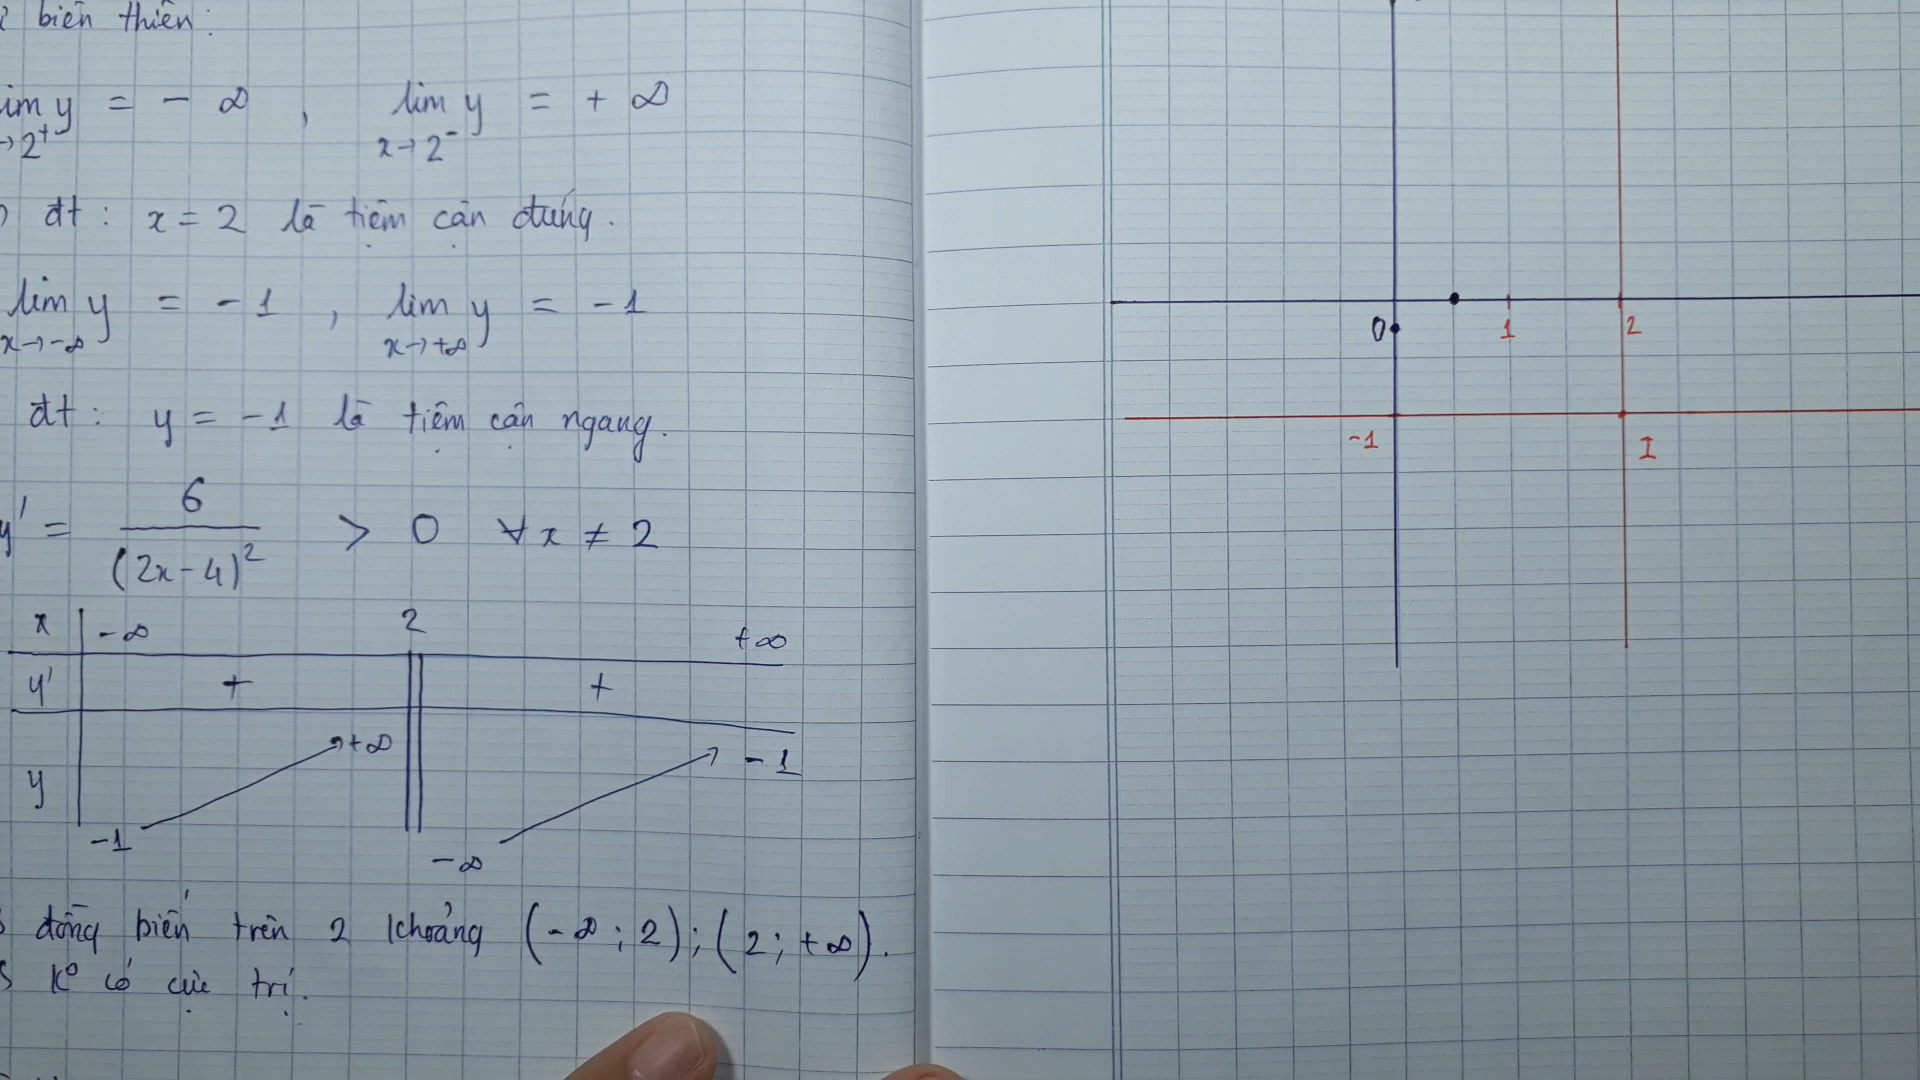 biến thiên:
lim y = - ∞ , lim y = + ∞
→ 2⁺ x → 2⁻
đt : x = 2 là tiệm cận đứng.
lim y = - 1 , lim y = - 1
x → -∞ x → +∞
đt : y = -1 là tiệm cận ngang.
y' = 6 / (2x - 4)² > 0 ∀ x ≠ 2
x -∞ 2 +∞
y' + +
+∞ - 1
y
-1 -∞
đồng biến trên 2 khoảng (-∞ ; 2) ; (2 ; +∞).
K⁰ có cực trị.
0 1 2
-1 I